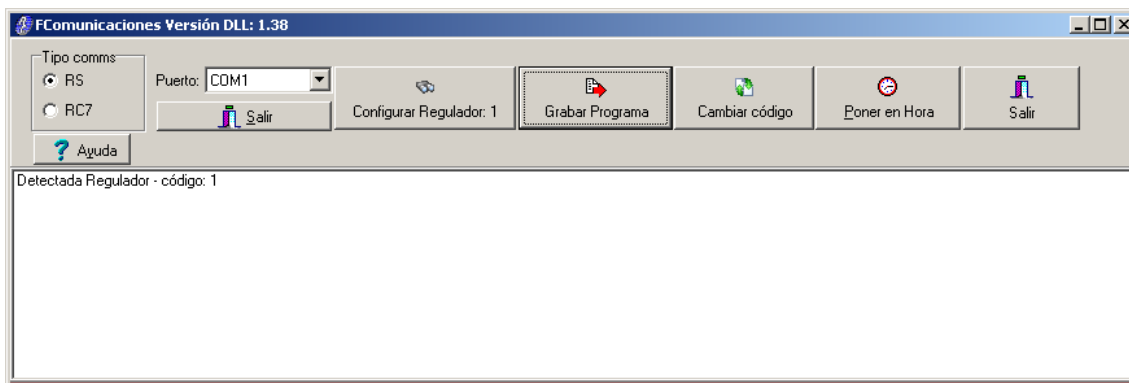 FComunicaciones Versión DLL: 1.38
Tipo comms
RS
RC7
Puerto: COM1
Salir
Configurar Regulador: 1
Grabar Programa
Cambiar código
Poner en Hora
Salir
Ayuda
Detectada Regulador - código: 1